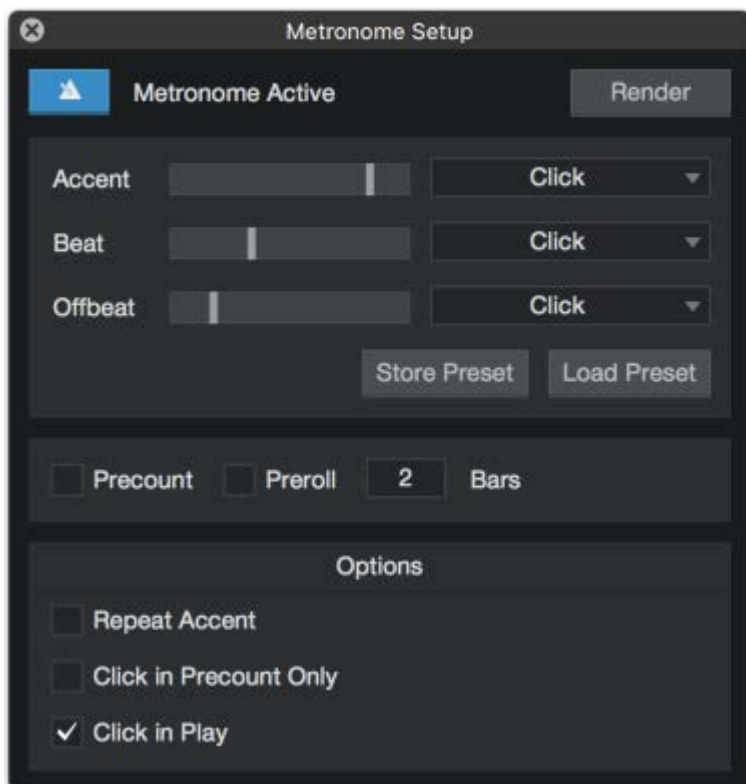 Metronome Setup
Metronome Active Render
Accent Click
Beat Click
Offbeat Click
Store Preset Load Preset
Precount Preroll 2 Bars
Options
Repeat Accent
Click in Precount Only
Click in Play